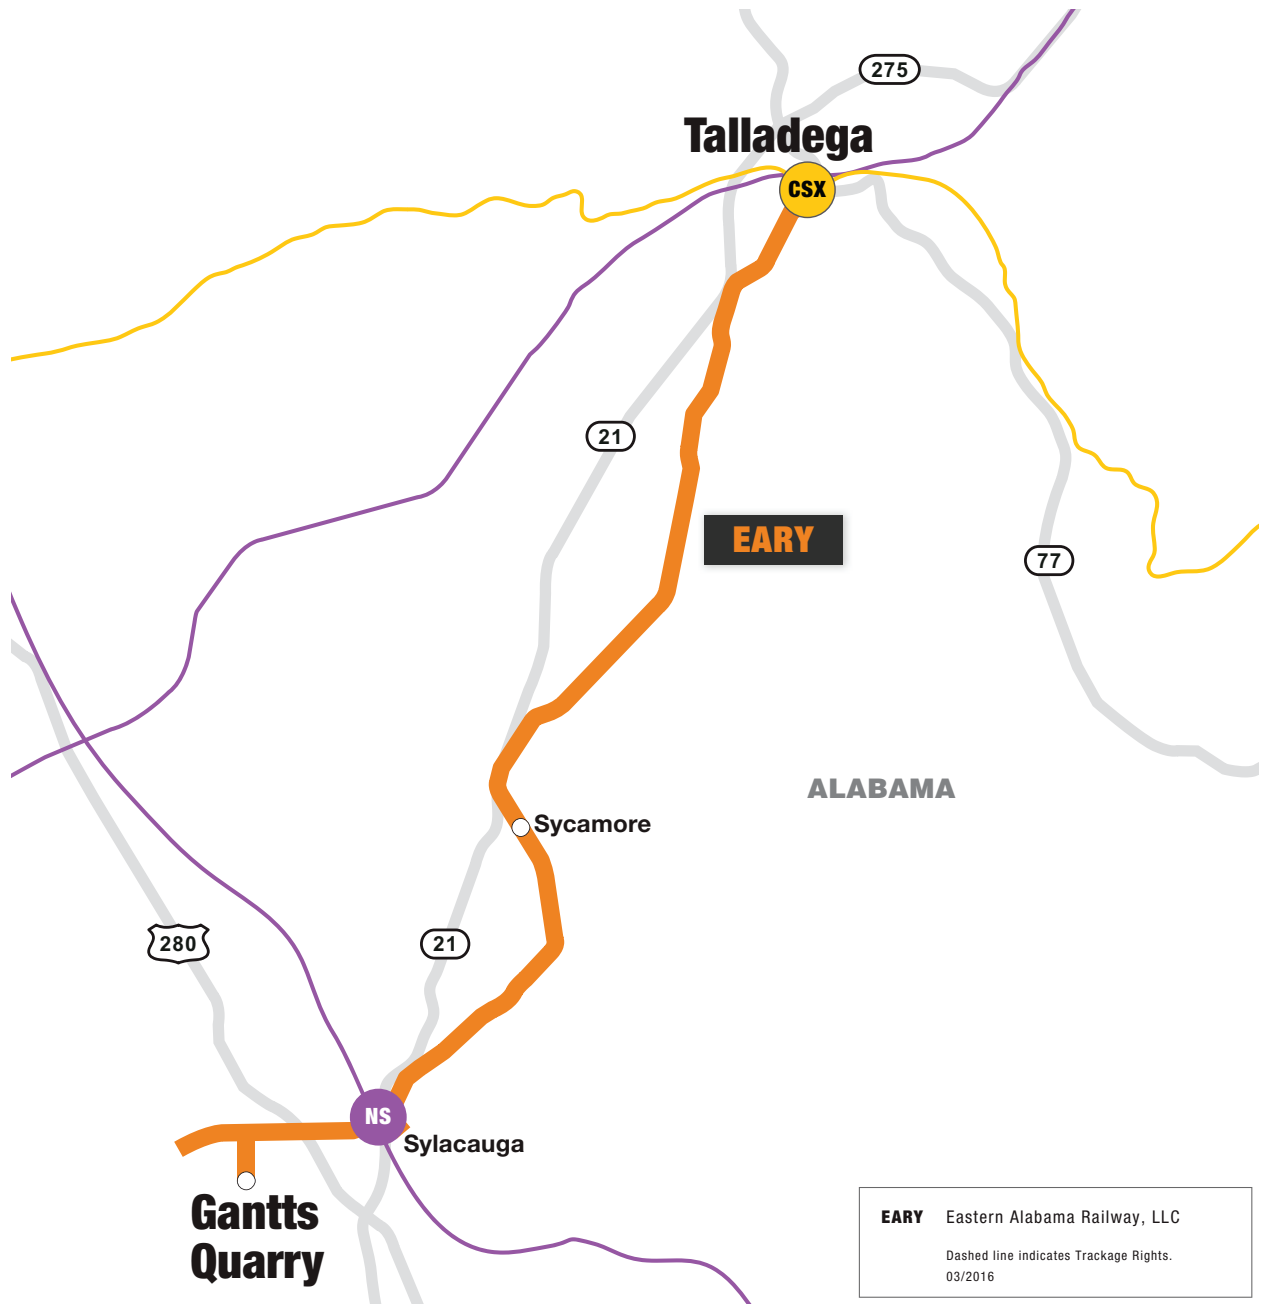 275
Talladega
CSX
21
EARY
77
ALABAMA
Sycamore
280
21
NS
Sylacauga
Gantts
Quarry
EARY Eastern Alabama Railway, LLC
Dashed line indicates Trackage Rights.
03/2016